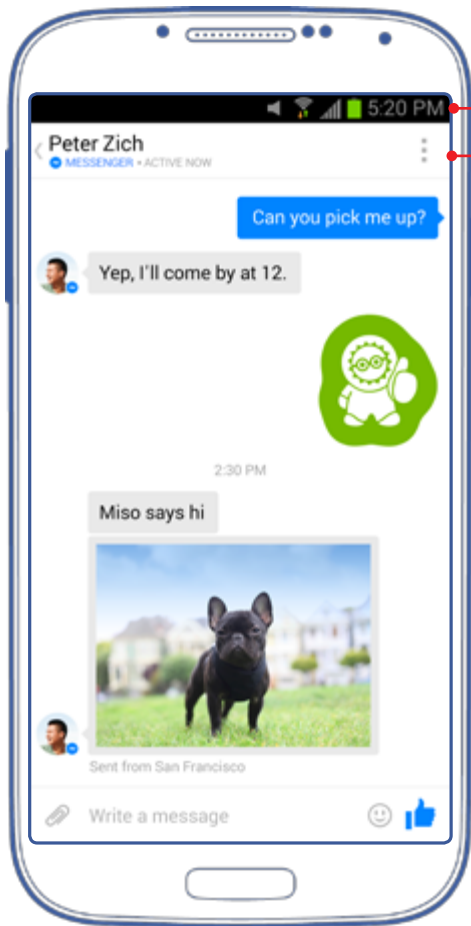 5:20 PM
Peter Zich
MESSENGER • ACTIVE NOW
Can you pick me up?
Yep, I´ll come by at 12.
2:30 PM
Miso says hi
Sent from San Francisco
Write a message